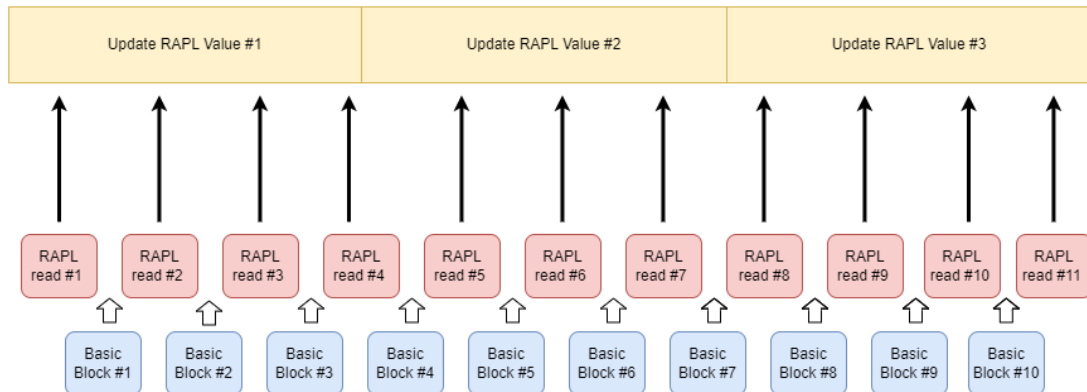 Update RAPL Value #1
Update RAPL Value #2
Update RAPL Value #3
RAPL
read #1
RAPL
read #2
RAPL
read #3
RAPL
read #4
RAPL
read #5
RAPL
read #6
RAPL
read #7
RAPL
read #8
RAPL
read #9
RAPL
read #10
RAPL
read #11
Basic
Block #1
Basic
Block #2
Basic
Block #3
Basic
Block #4
Basic
Block #5
Basic
Block #6
Basic
Block #7
Basic
Block #8
Basic
Block #9
Basic
Block #10